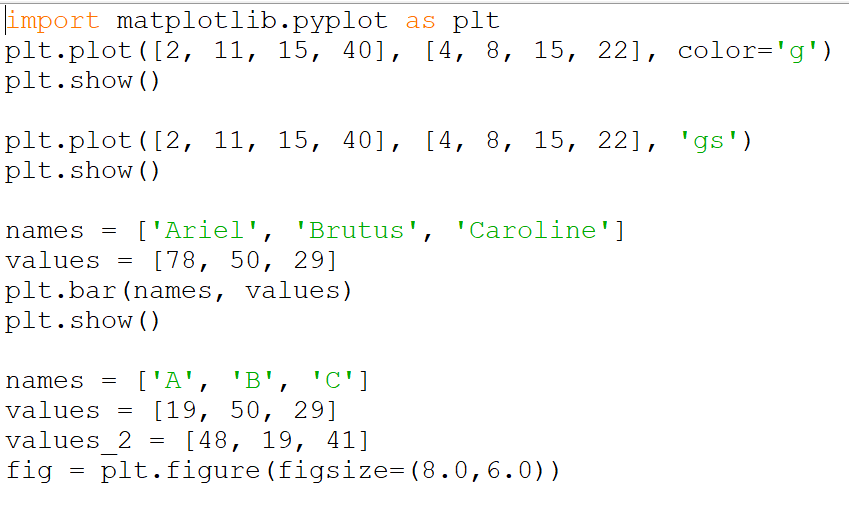 import matplotlib.pyplot as plt
plt.plot([2, 11, 15, 40], [4, 8, 15, 22], color='g')
plt.show()
plt.plot([2, 11, 15, 40], [4, 8, 15, 22], 'gs')
plt.show()
names = ['Ariel', 'Brutus', 'Caroline']
values = [78, 50, 29]
plt.bar(names, values)
plt.show()
names = ['A', 'B', 'C']
values = [19, 50, 29]
values_2 = [48, 19, 41]
fig = plt.figure(figsize=(8.0,6.0))